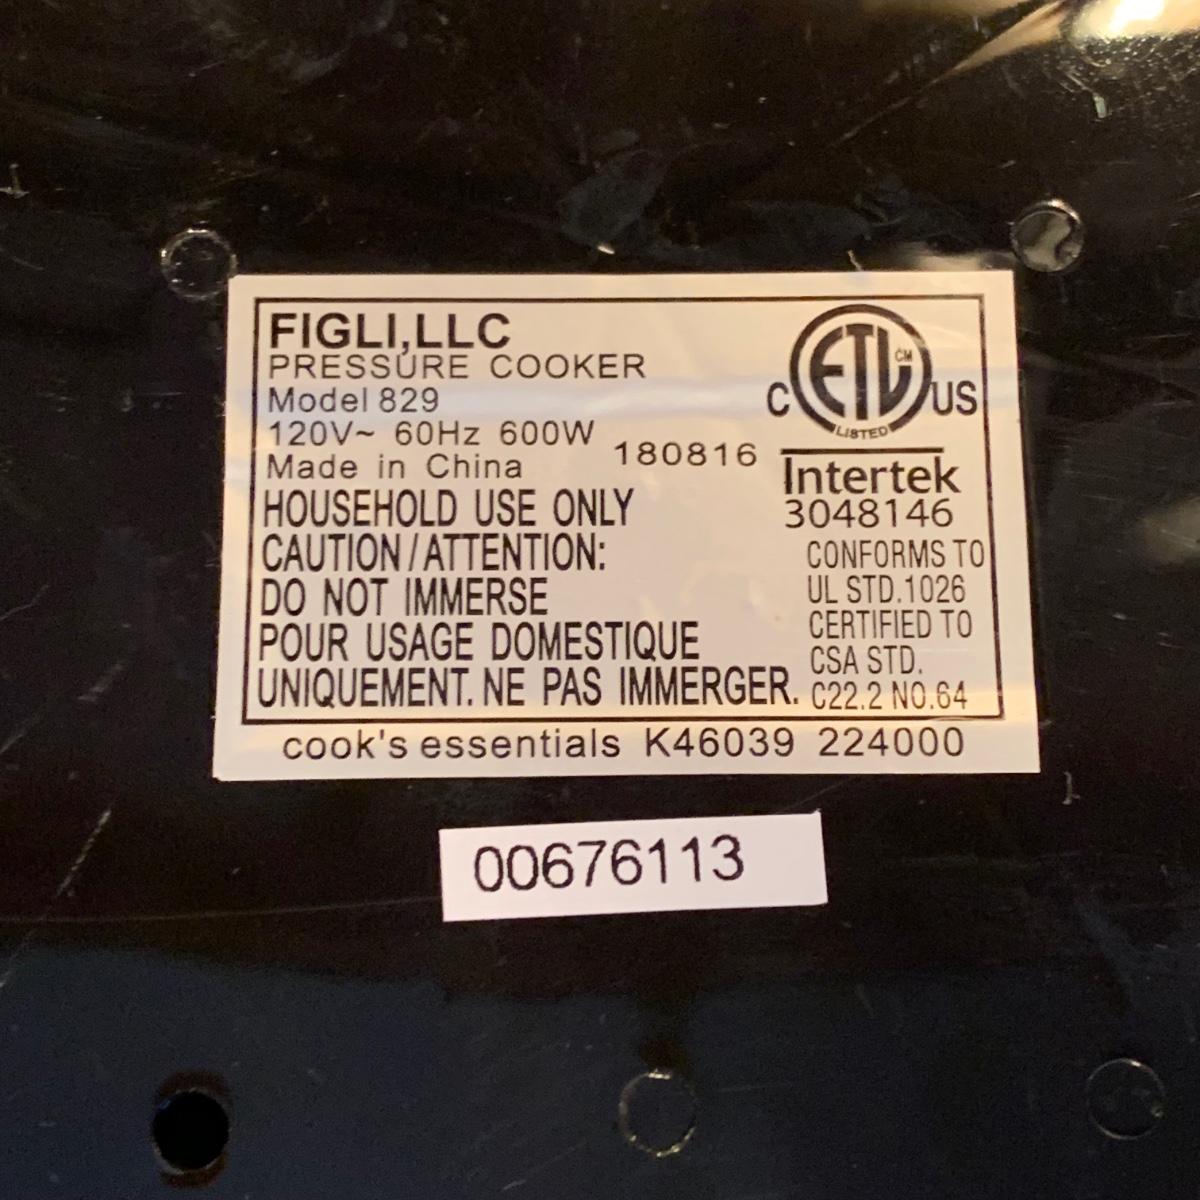 FIGLI,LLC
PRESSURE COOKER
Model 829
120V~ 60Hz 600W
Made in China
180816
HOUSEHOLD USE ONLY
CAUTION/ATTENTION:
DO NOT IMMERSE
POUR USAGE DOMESTIQUE
UNIQUEMENT. NE PAS IMMERGER.
ETL CM
C US
LISTED
Intertek
3048146
CONFORMS TO
UL STD.1026
CERTIFIED TO
CSA STD.
C22.2 NO.64
cook's essentials K46039 224000
00676113